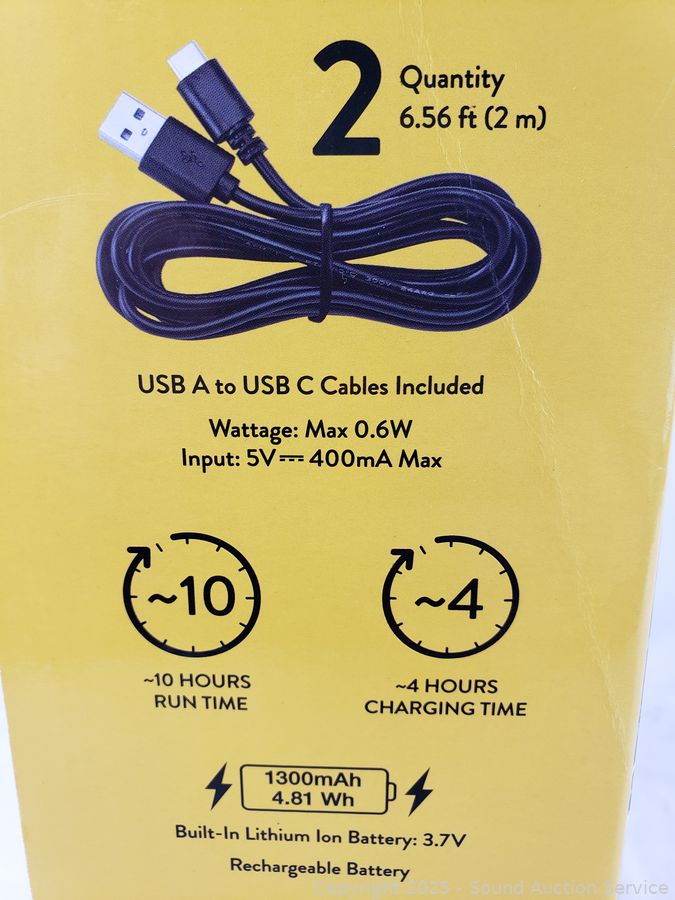 2
Quantity
6.56 ft (2 m)
USB A to USB C Cables Included
Wattage: Max 0.6W
Input: 5V⎓400mA Max
~10
~4
~10 HOURS
RUN TIME
~4 HOURS
CHARGING TIME
1300mAh
4.81 Wh
Built-In Lithium Ion Battery: 3.7V
Rechargeable Battery
Copyright 2025 - Sound Auction Service